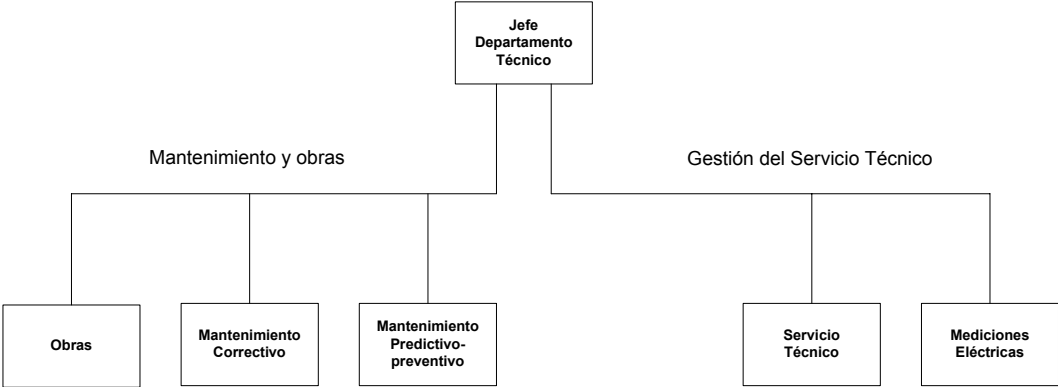 Jefe
Departamento
Técnico
Mantenimiento y obras
Gestión del Servicio Técnico
Obras
Mantenimiento
Correctivo
Mantenimiento
Predictivo-
preventivo
Servicio
Técnico
Mediciones
Eléctricas